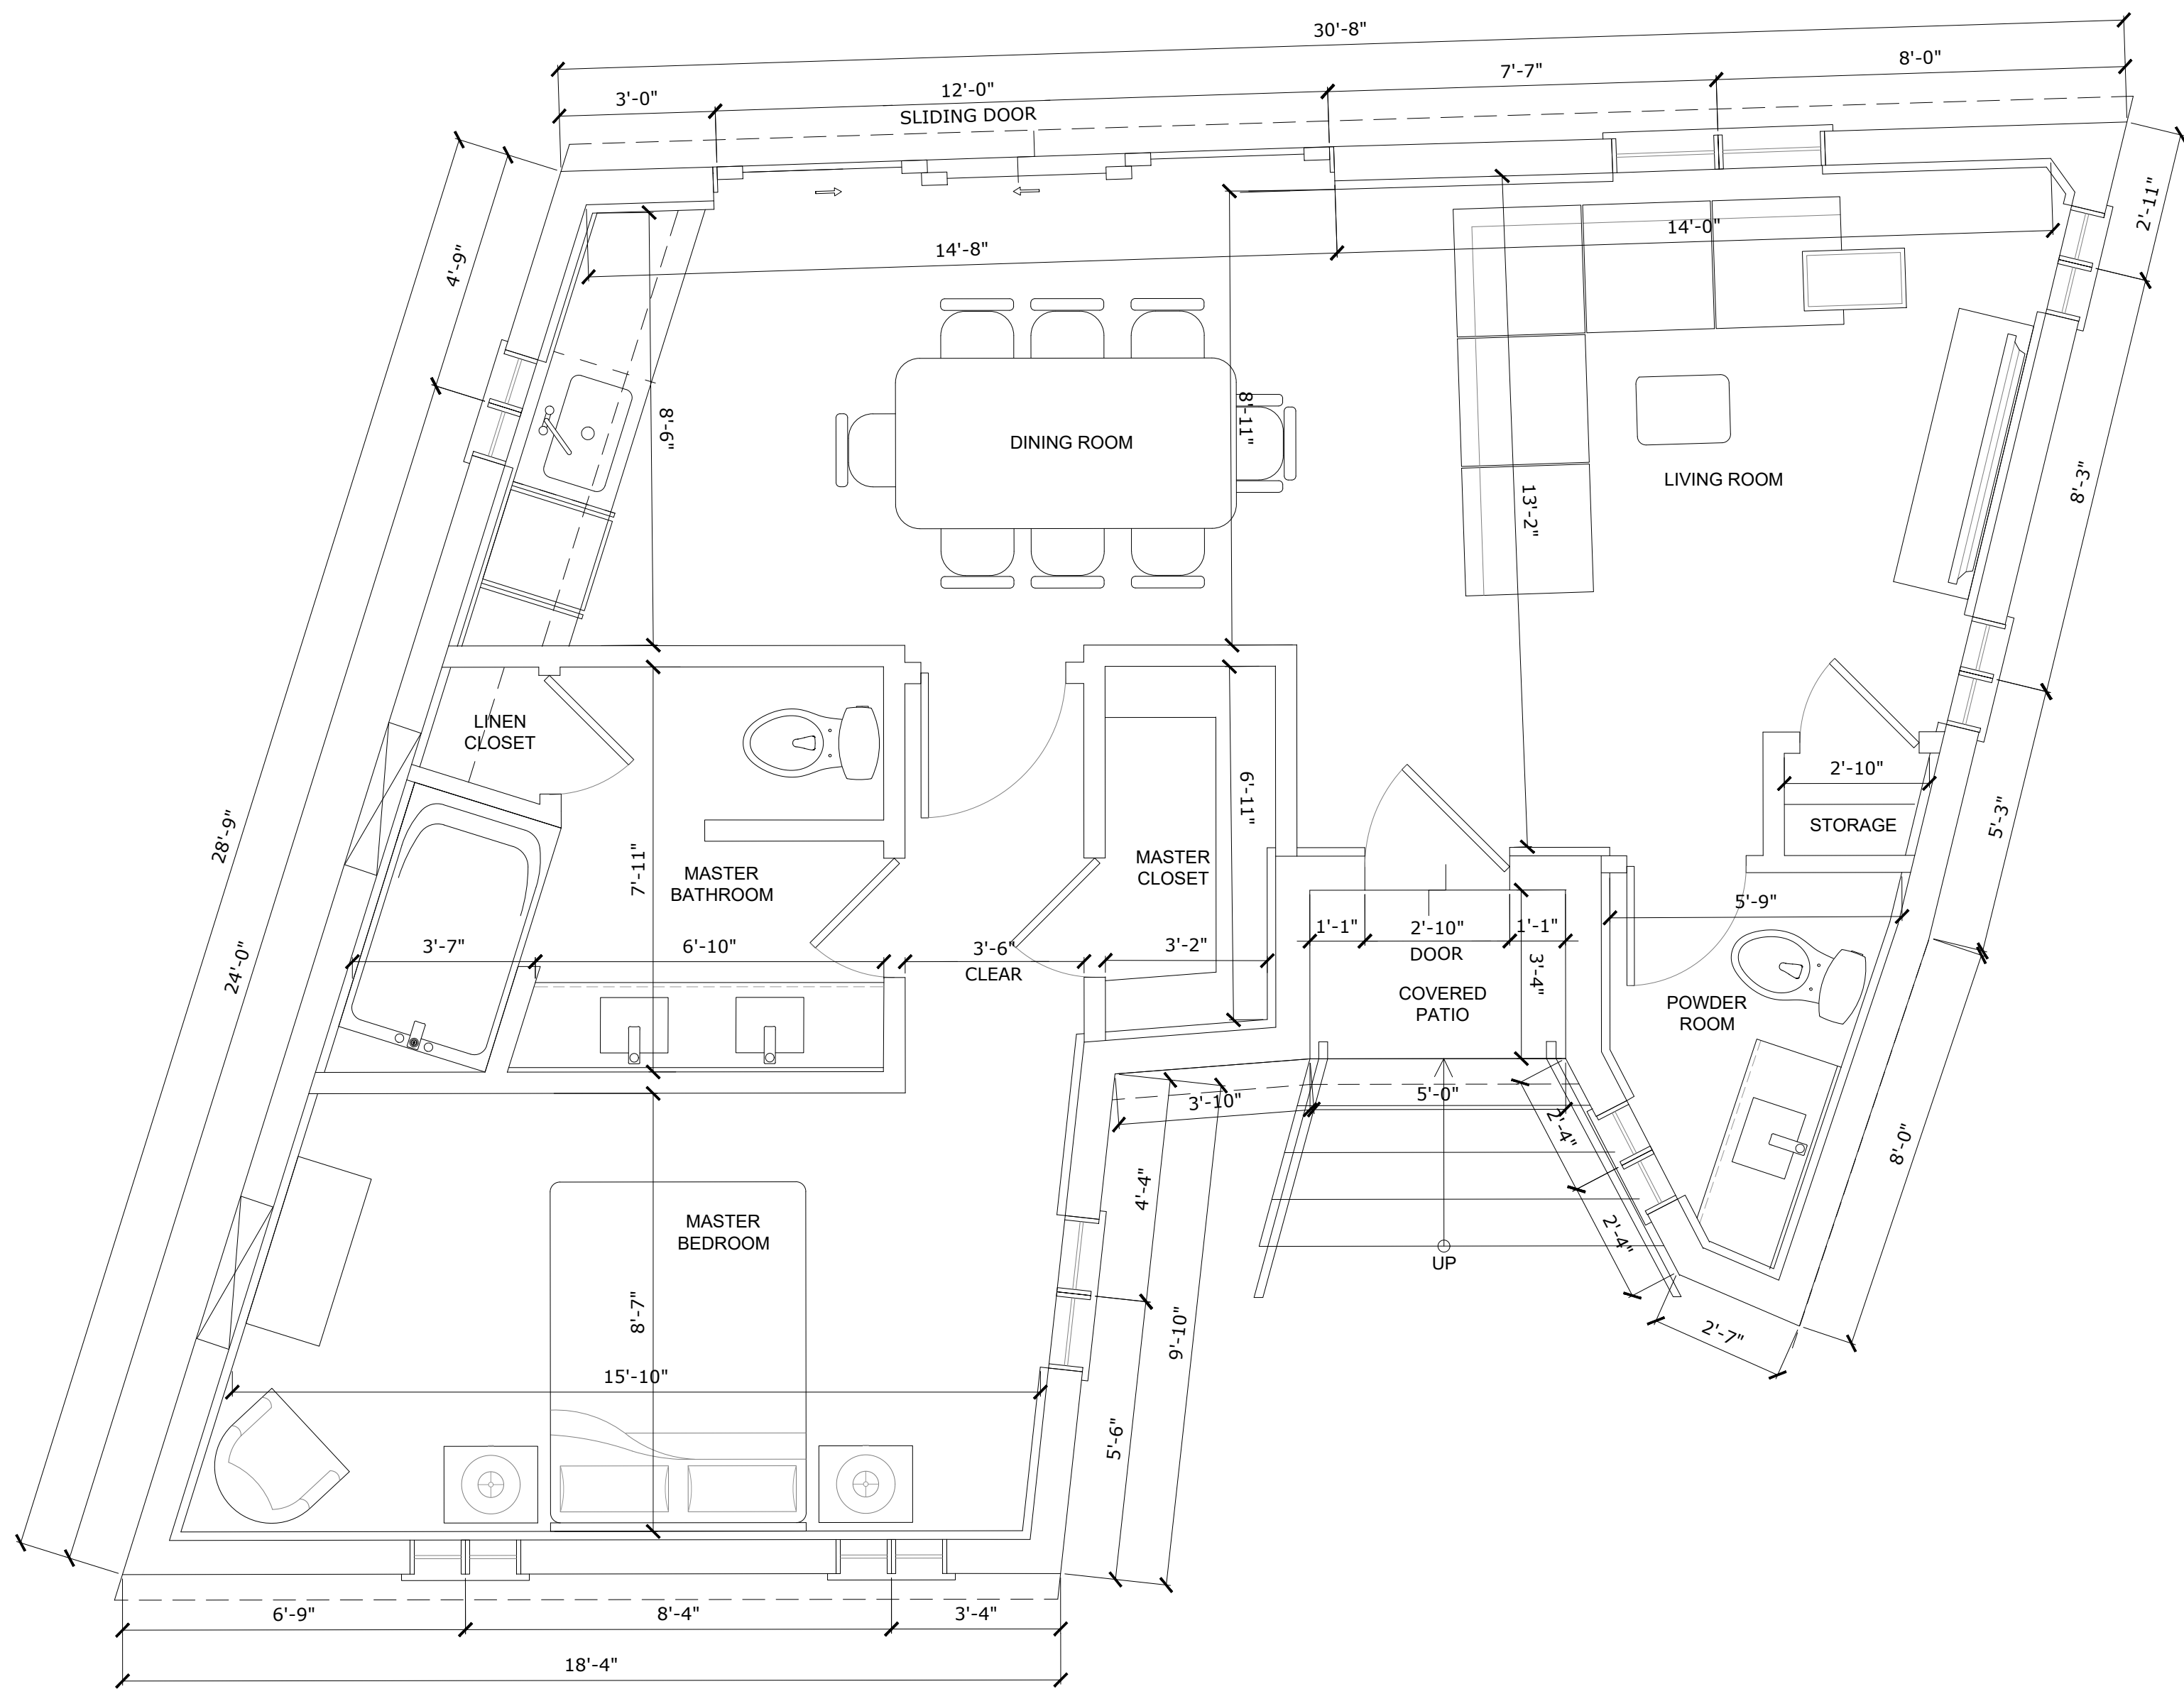 30'-8"
3'-0"
12'-0"
SLIDING DOOR
7'-7"
8'-0"
2'-11"
4'-9"
14'-8"
14'-0"
8'-6"
8'-11"
DINING ROOM
13'-2"
LIVING ROOM
8'-3"
LINEN
CLOSET
28'-9"
24'-0"
7'-11"
MASTER
BATHROOM
6'-11"
MASTER
CLOSET
2'-10"
STORAGE
5'-3"
3'-7"
6'-10"
3'-6"
CLEAR
3'-2"
1'-1"
2'-10"
DOOR
1'-1"
3'-4"
5'-9"
COVERED
PATIO
POWDER
ROOM
3'-10"
5'-0"
2'-4"
2'-4"
UP
8'-0"
2'-7"
4'-4"
9'-10"
5'-6"
MASTER
BEDROOM
8'-7"
15'-10"
6'-9"
8'-4"
3'-4"
18'-4"